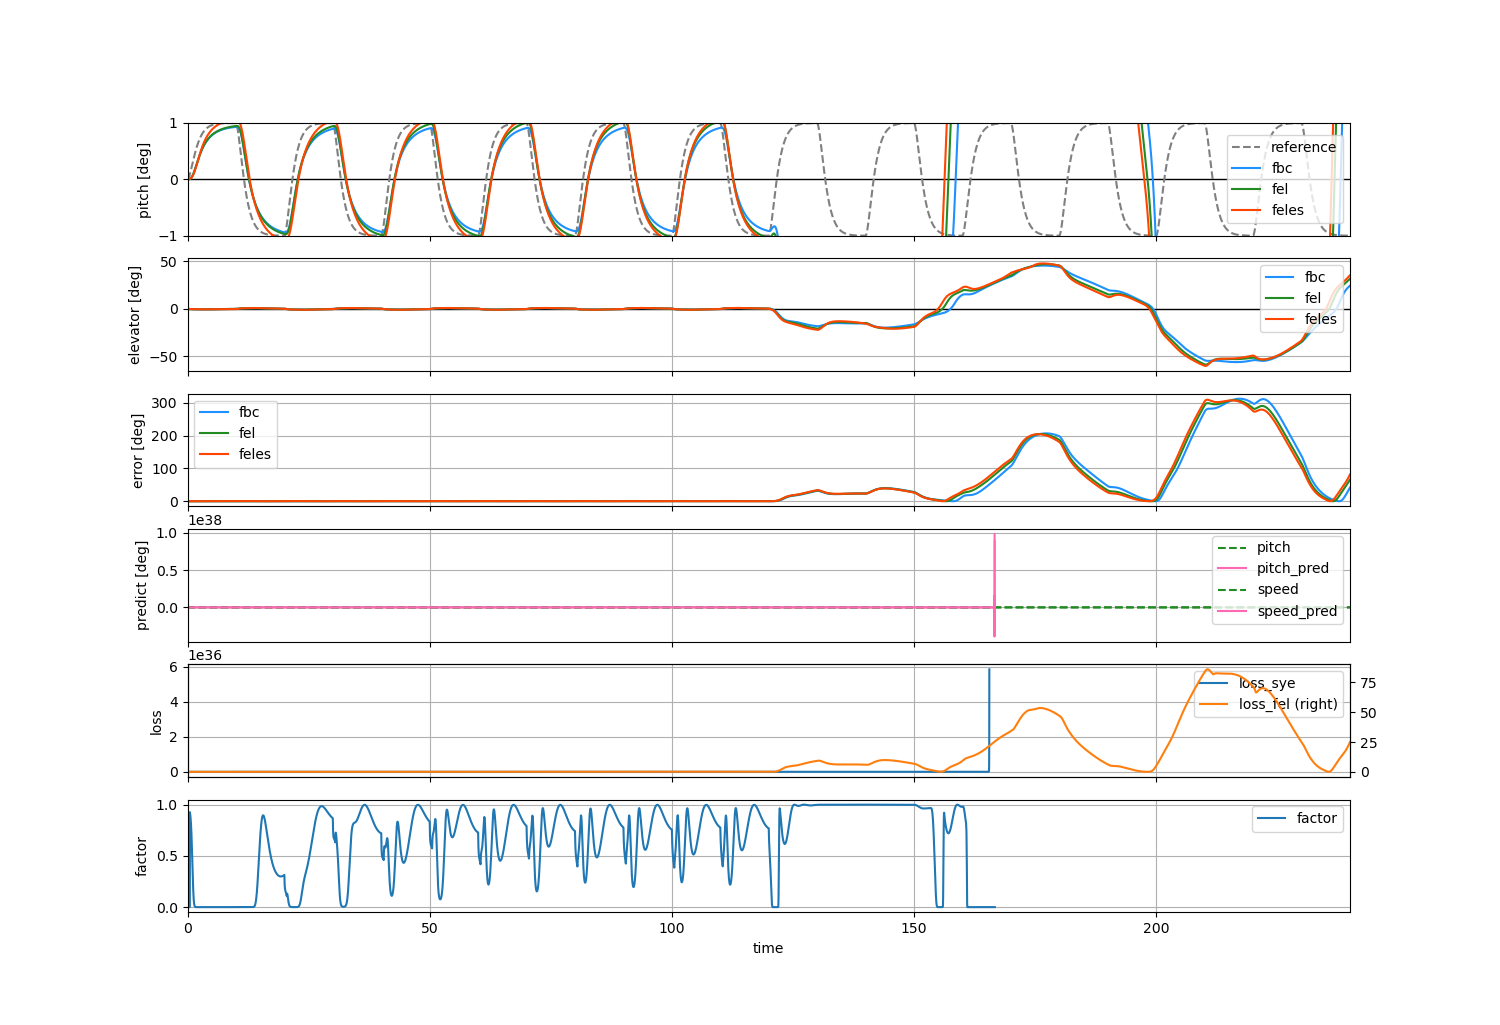 1
0
−1
pitch [deg]
reference
fbc
fel
feles
50
0
−50
elevator [deg]
fbc
fel
feles
300
200
100
0
error [deg]
fbc
fel
feles
1e38
1.0
0.5
0.0
predict [deg]
pitch
pitch_pred
speed
speed_pred
1e36
6
4
2
0
loss
loss_sye
loss_fel (right)
75
50
25
0
1.0
0.5
0.0
factor
factor
0 50 100 150 200
time